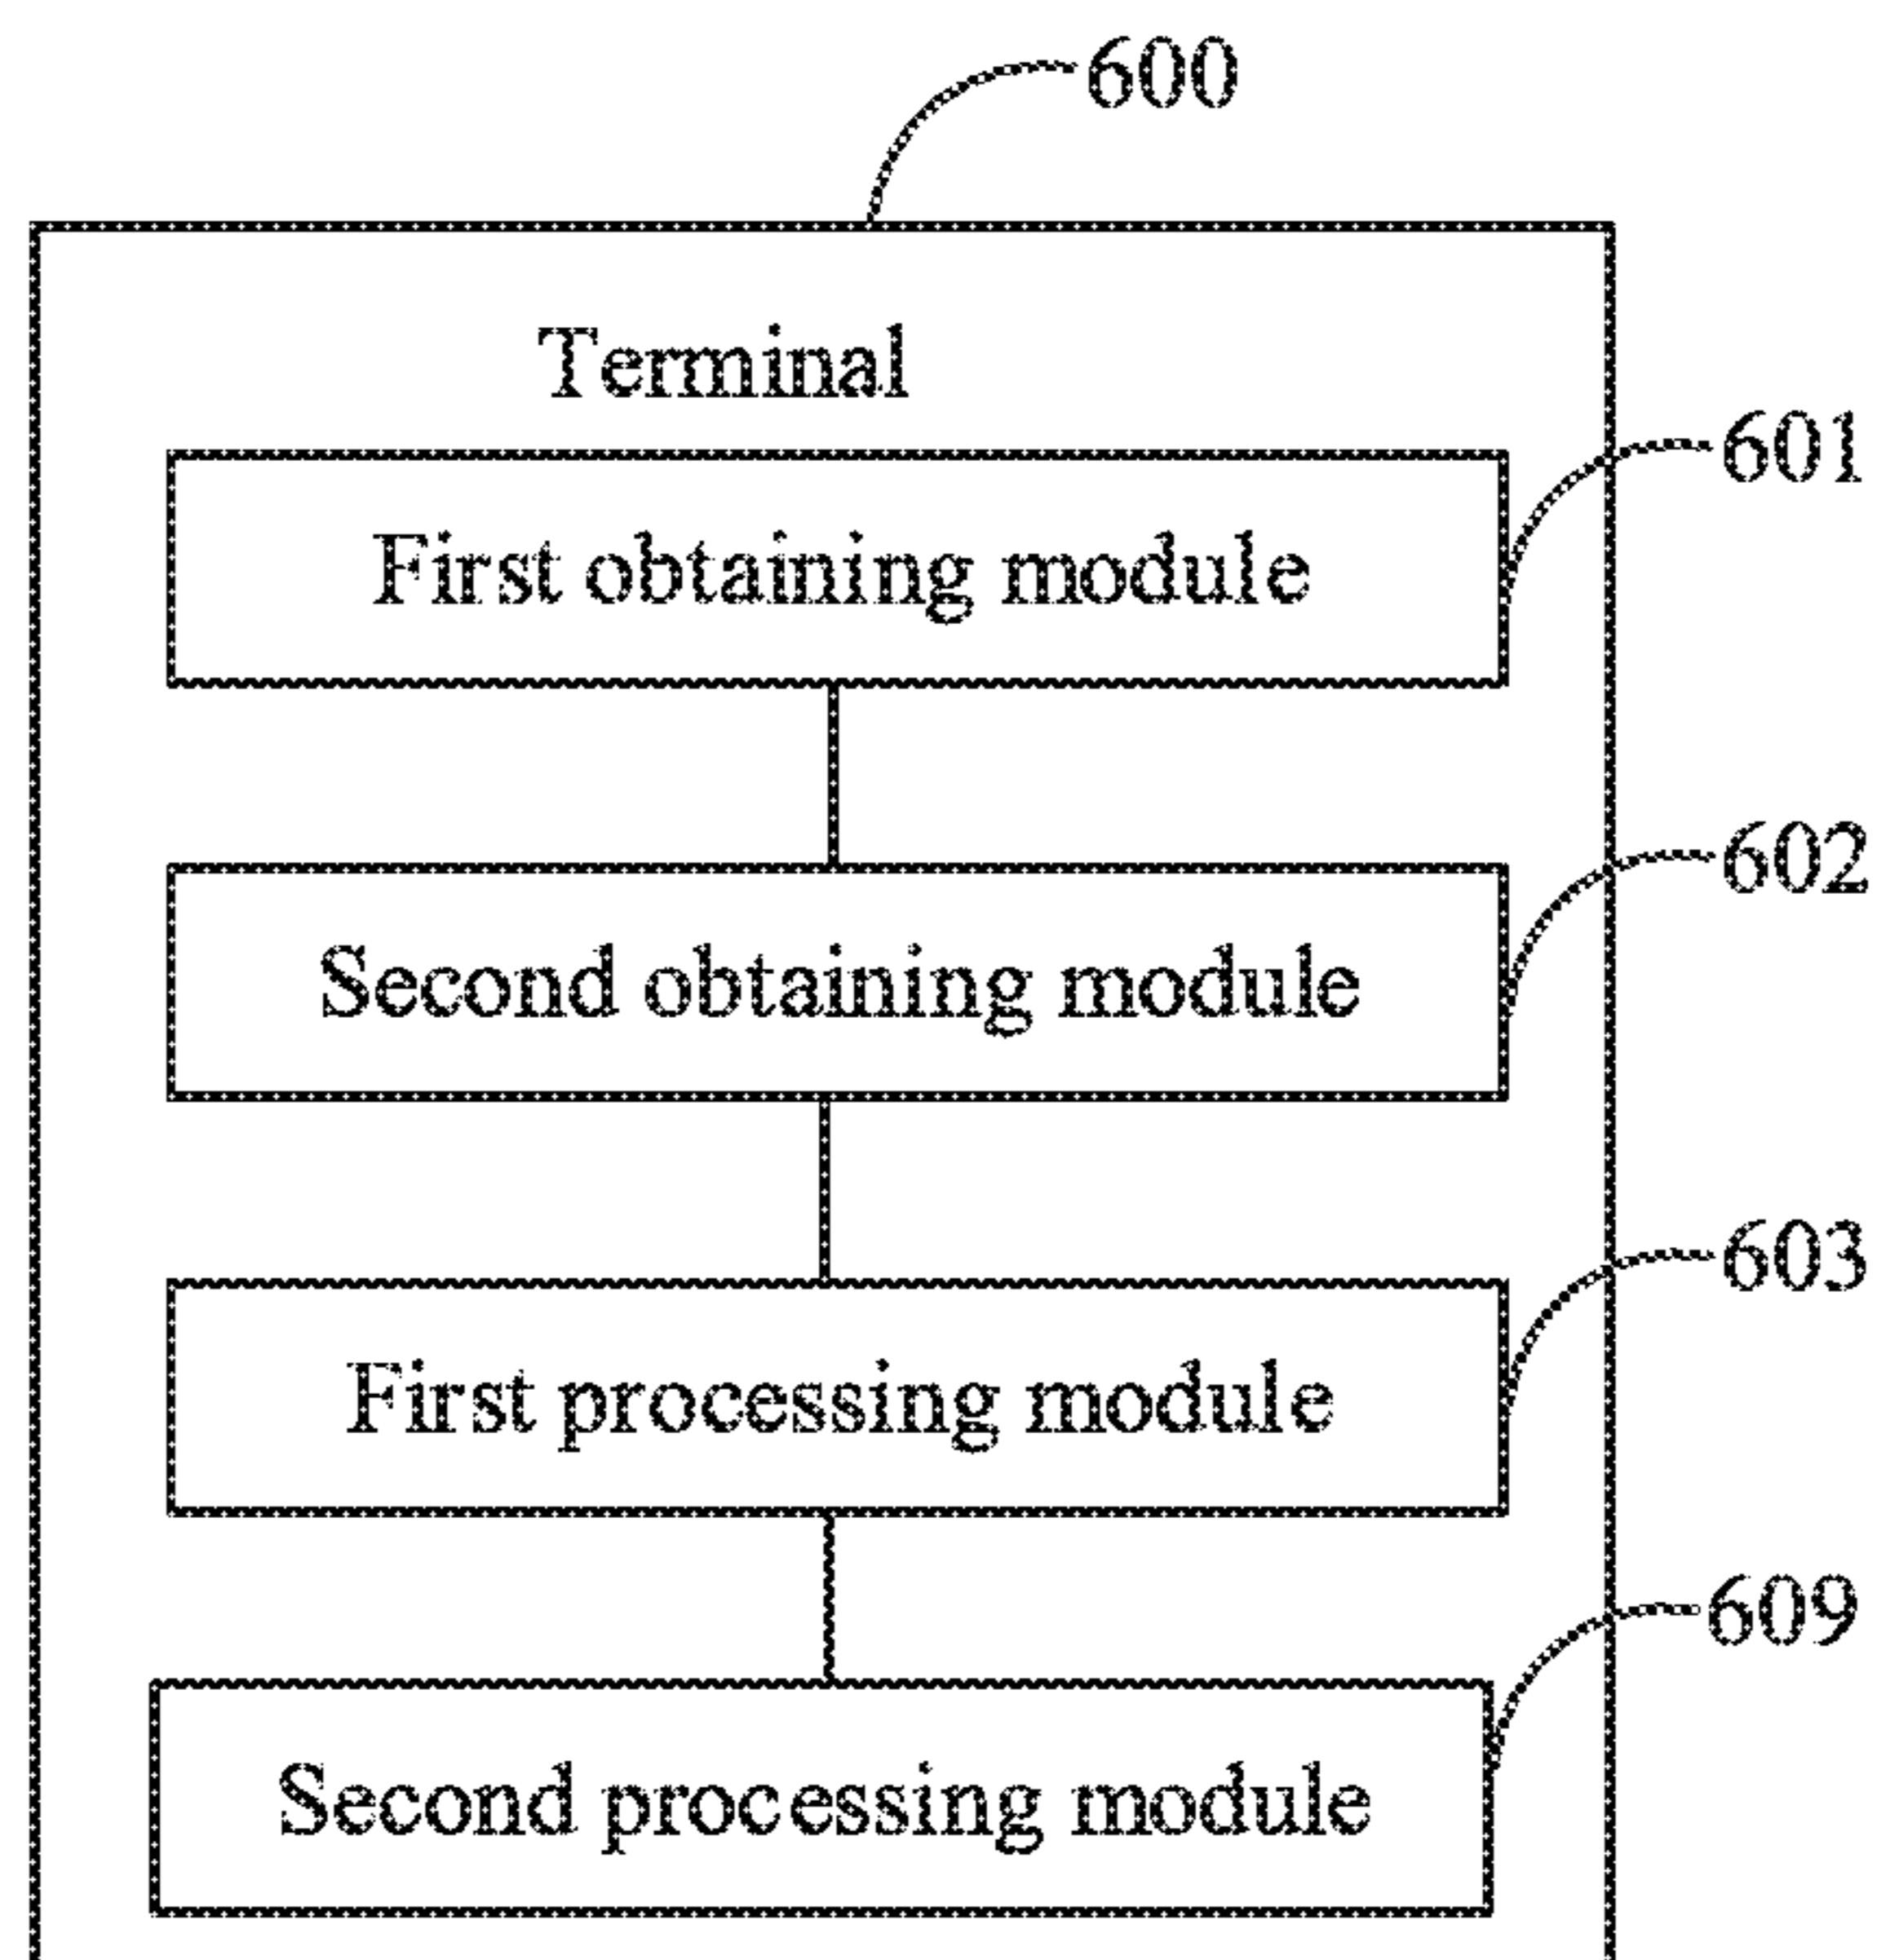 600
Terminal
601
First obtaining module
602
Second obtaining module
603
First processing module
609
Second processing module